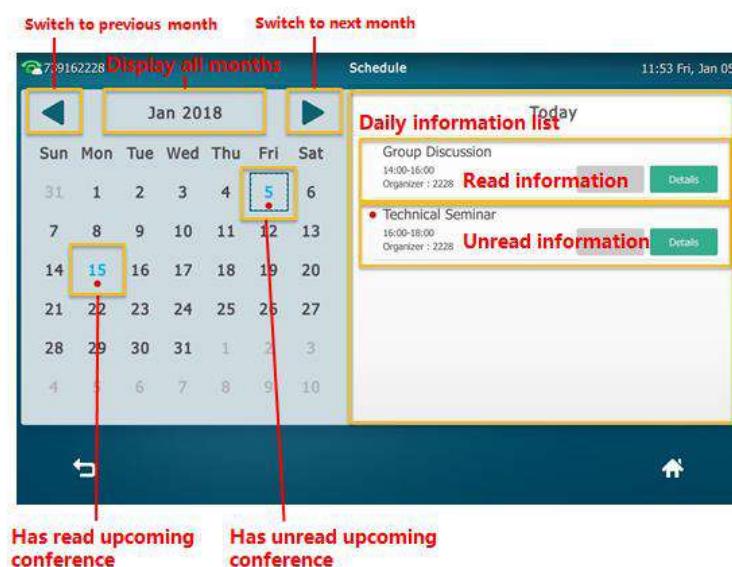 Switch to previous month
Switch to next month
739162228 Display all months
Schedule
11:53 Fri, Jan 05
Jan 2018
Sun Mon Tue Wed Thu Fri Sat
31 1 2 3 4 5 6
7 8 9 10 11 12 13
14 15 16 17 18 19 20
21 22 23 24 25 26 27
28 29 30 31 1 2 3
4 5 6 7 8 9 10
Today
Daily information list
Group Discussion
14:00-16:00
Organizer : 2228
Read information
Details
Technical Seminar
16:00-18:00
Organizer : 2228
Unread information
Details
Has read upcoming
conference
Has unread upcoming
conference